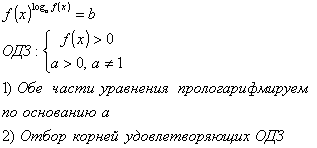 f(x)^{log_a f(x)} = b
ОДЗ: { f(x) > 0
a > 0, a ≠ 1
1) Обе части уравнения прологарифмируем
по основанию a
2) Отбор корней удовлетворяющих ОДЗ